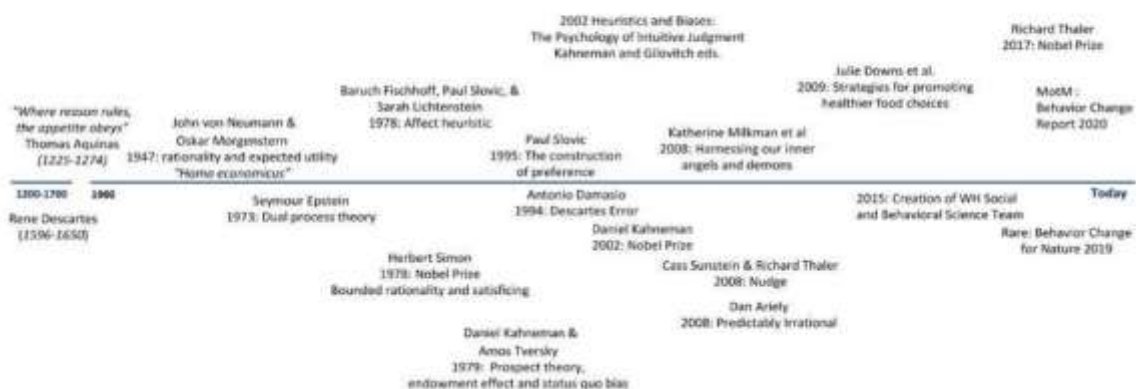 2002 Heuristics and Biases:
The Psychology of Intuitive Judgment
Kahneman and Gilovitch eds.
Richard Thaler
2017: Nobel Prize
Julie Downs et al.
2009: Strategies for promoting
healthier food choices
MotM :
Behavior Change
Report 2020
Baruch Fischhoff, Paul Slovic, &
Sarah Lichtenstein
1978: Affect heuristic
"Where reason rules,
the appetite obeys"
Thomas Aquinas
(1225-1274)
John von Neumann &
Oskar Morgenstern
1947: rationality and expected utility
"Homo economicus"
Paul Slovic
1995: The construction
of preference
Katherine Milkman et al
2008: Harnessing our inner
angels and demons
1200-1700
1900
Today
Rene Descartes
(1596-1650)
Seymour Epstein
1973: Dual process theory
Antonio Damasio
1994: Descartes Error
Daniel Kahneman
2002: Nobel Prize
2015: Creation of WH Social
and Behavioral Science Team
Rare: Behavior Change
for Nature 2019
Herbert Simon
1978: Nobel Prize
Bounded rationality and satisficing
Cass Sunstein & Richard Thaler
2008: Nudge
Dan Ariely
2008: Predictably Irrational
Daniel Kahneman &
Amos Tversky
1979: Prospect theory,
endowment effect and status quo bias